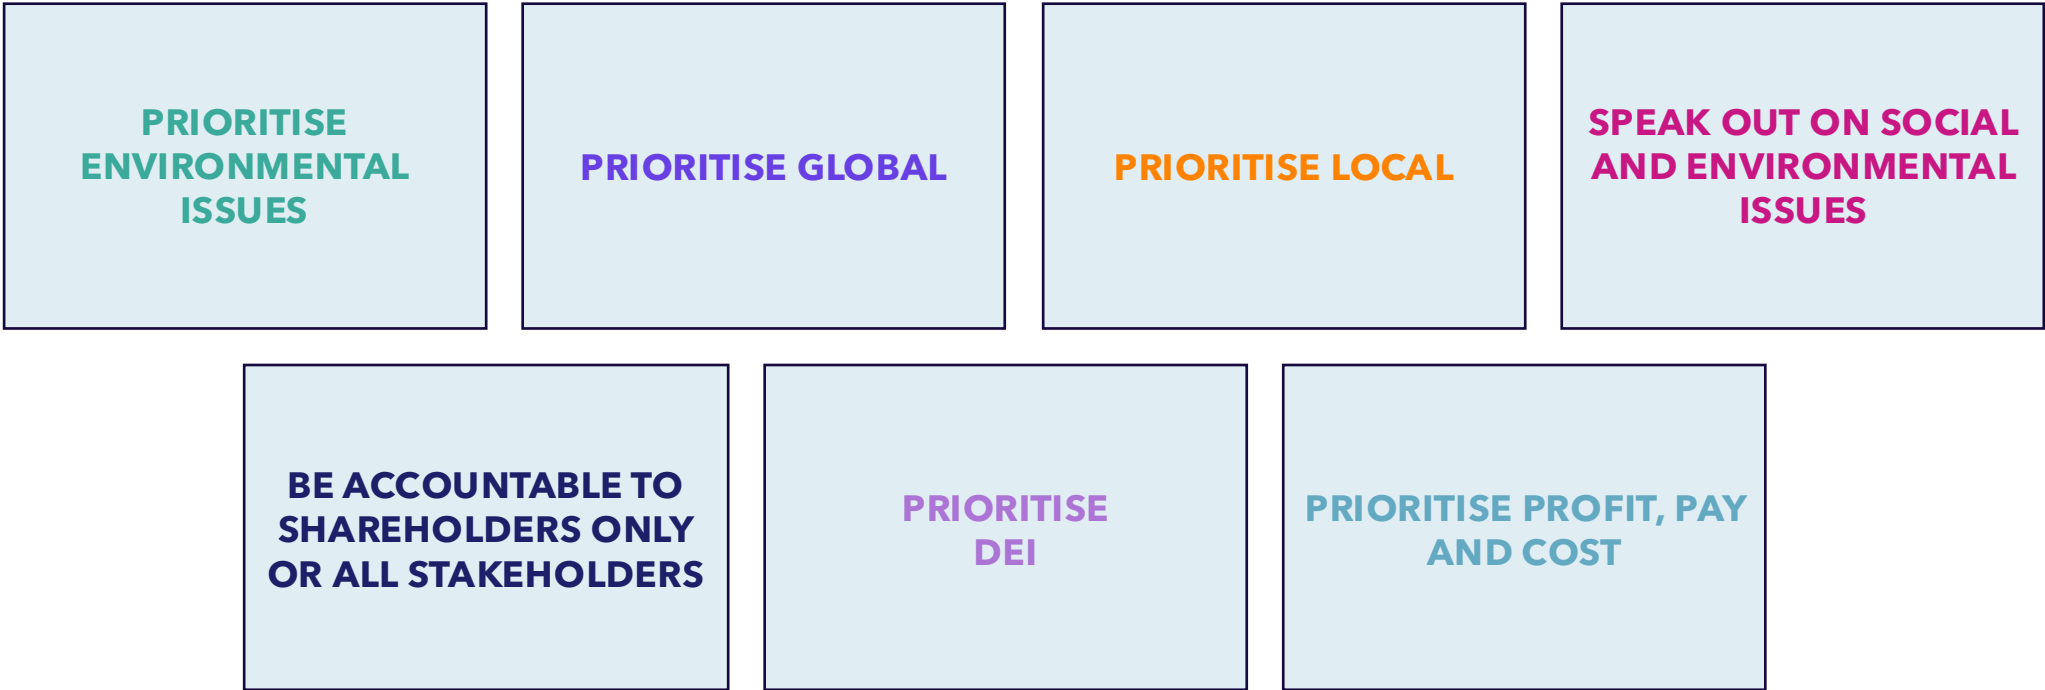 PRIORITISE
ENVIRONMENTAL
ISSUES
PRIORITISE GLOBAL
PRIORITISE LOCAL
SPEAK OUT ON SOCIAL
AND ENVIRONMENTAL
ISSUES
BE ACCOUNTABLE TO
SHAREHOLDERS ONLY
OR ALL STAKEHOLDERS
PRIORITISE
DEI
PRIORITISE PROFIT, PAY
AND COST